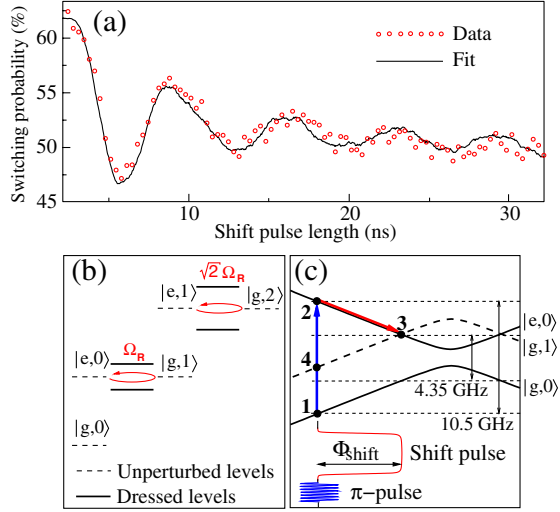 (a)
Data
Fit
Switching probability (%)
60
55
50
45
10
20
30
Shift pulse length (ns)
(b)
√2 Ω_R
|e,1⟩
|g,2⟩
Ω_R
|e,0⟩
|g,1⟩
|g,0⟩
Unperturbed levels
Dressed levels
(c)
2
3
4
1
|e,0⟩
|g,1⟩
|g,0⟩
4.35 GHz
10.5 GHz
Φ_shift
Shift pulse
π−pulse